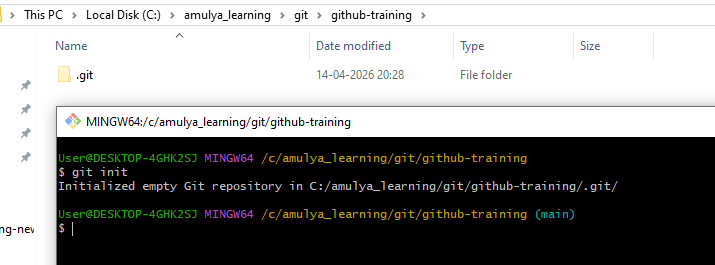 This PC > Local Disk (C:) > amulya_learning > git > github-training >
Name Date modified Type Size
.git 14-04-2026 20:28 File folder
MINGW64:/c/amulya_learning/git/github-training
User@DESKTOP-4GHK2SJ MINGW64 /c/amulya_learning/git/github-training
$ git init
Initialized empty Git repository in C:/amulya_learning/git/github-training/.git/
User@DESKTOP-4GHK2SJ MINGW64 /c/amulya_learning/git/github-training (main)
ng-new
$